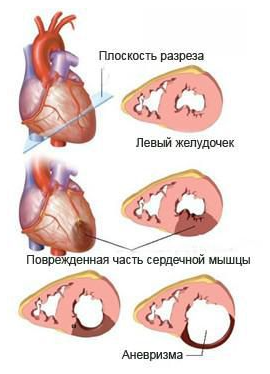 Плоскость разреза
Левый желудочек
Поврежденная часть сердечной мышцы
Аневризма